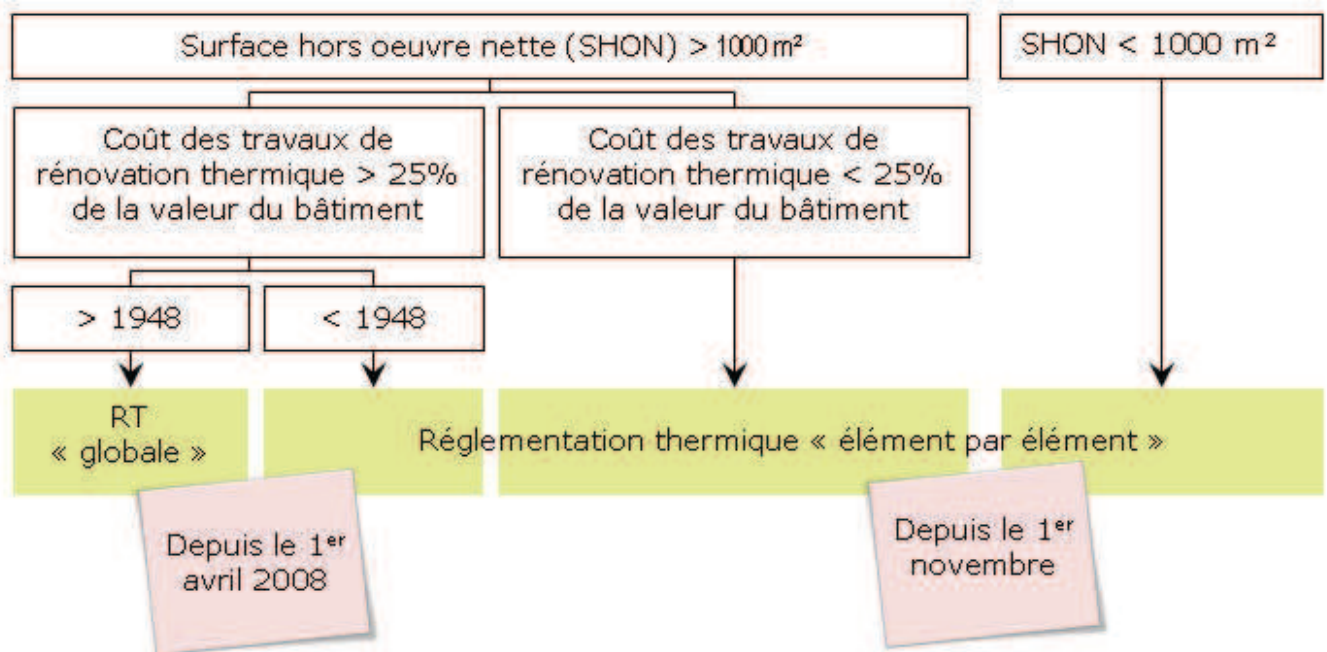 Surface hors oeuvre nette (SHON) > 1000 m²
SHON < 1000 m²
Coût des travaux de
rénovation thermique > 25%
de la valeur du bâtiment
Coût des travaux de
rénovation thermique < 25%
de la valeur du bâtiment
> 1948
< 1948
RT
« globale »
Réglementation thermique « élément par élément »
Depuis le 1er
avril 2008
Depuis le 1er
novembre